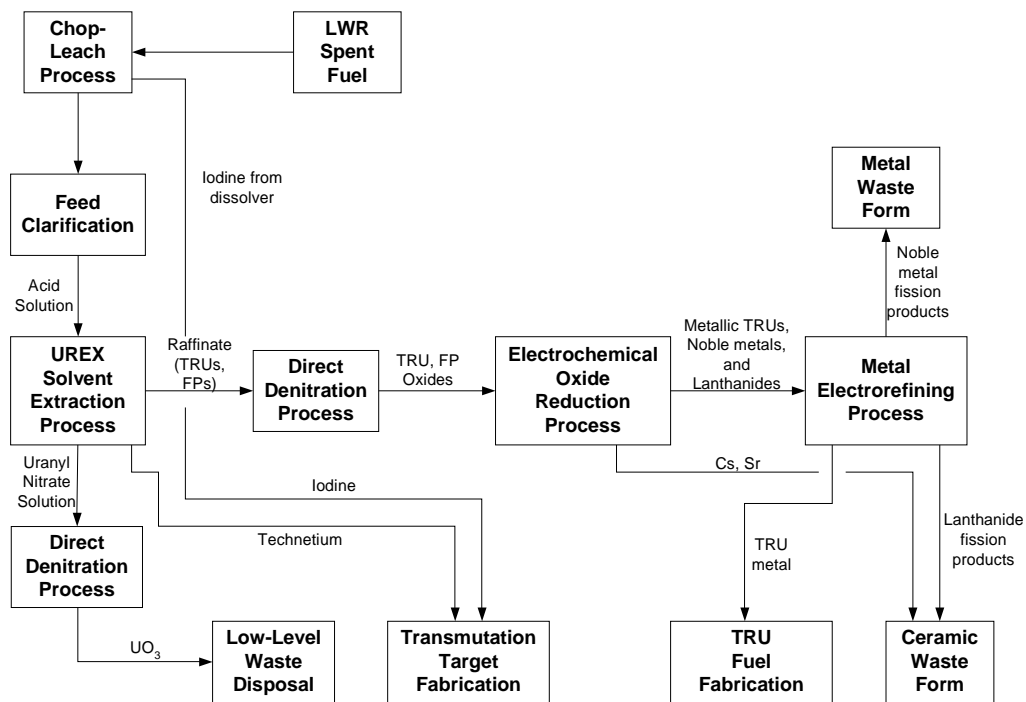 Chop-
Leach
Process
LWR
Spent
Fuel
Iodine from
dissolver
Metal
Waste
Form
Feed
Clarification
Noble
metal
fission
products
Acid
Solution
UREX
Solvent
Extraction
Process
Raffinate
(TRUs,
FPs)
Direct
Denitration
Process
TRU, FP
Oxides
Electrochemical
Oxide
Reduction
Process
Metallic TRUs,
Noble metals,
and
Lanthanides
Metal
Electrorefining
Process
Uranyl
Nitrate
Solution
Iodine
Cs, Sr
Direct
Denitration
Process
Technetium
TRU
metal
Lanthanide
fission
products
UO3
Low-Level
Waste
Disposal
Transmutation
Target
Fabrication
TRU
Fuel
Fabrication
Ceramic
Waste
Form